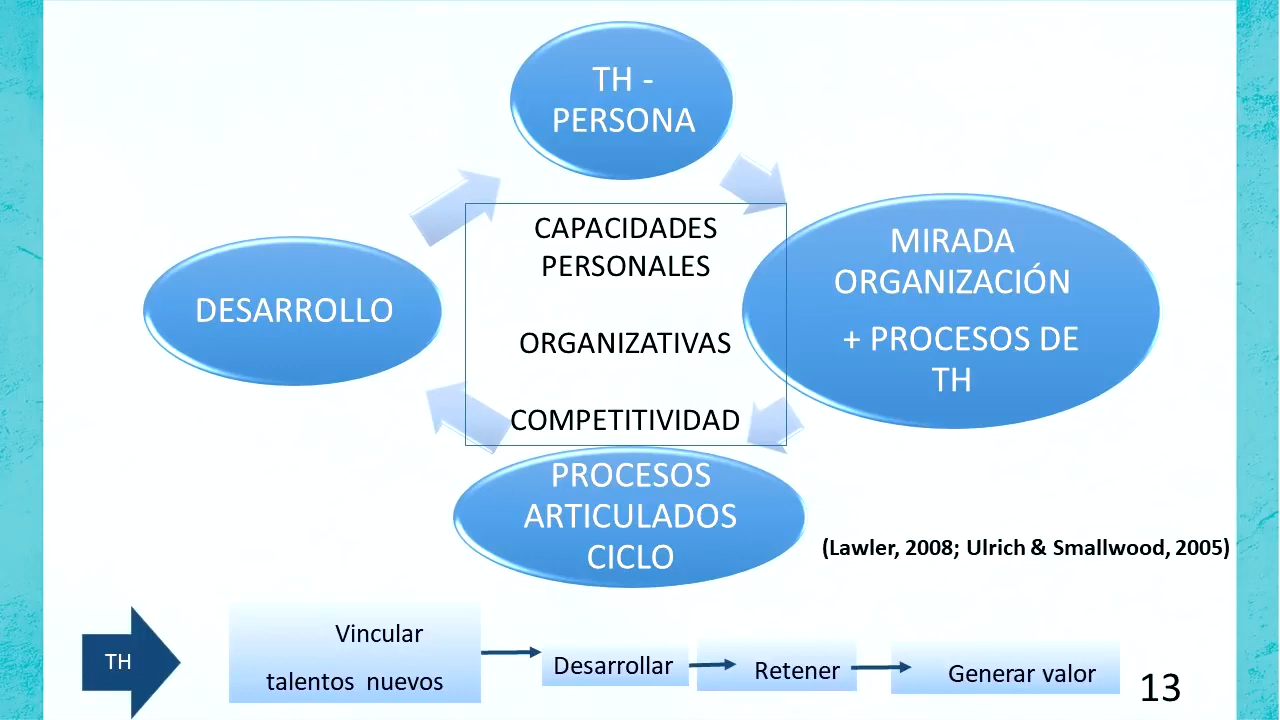 TH -
PERSONA
CAPACIDADES
PERSONALES
ORGANIZATIVAS
COMPETITIVIDAD
MIRADA
ORGANIZACIÓN
+ PROCESOS DE
TH
DESARROLLO
PROCESOS
ARTICULADOS
CICLO
(Lawler, 2008; Ulrich & Smallwood, 2005)
TH
Vincular
talentos nuevos
Desarrollar
Retener
Generar valor
13